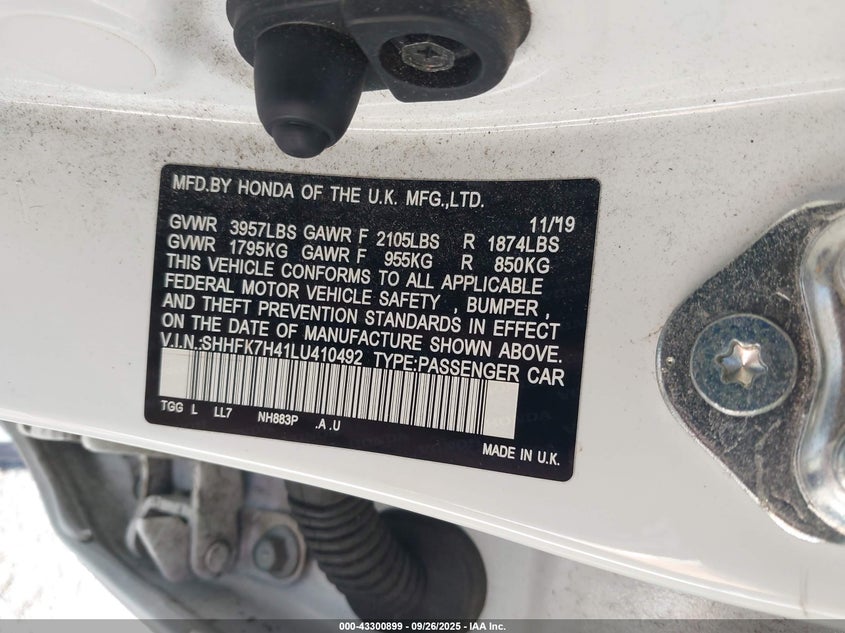 MFD.BY HONDA OF THE U.K. MFG.,LTD.
11/19
GVWR 3957LBS GAWR F 2105LBS R 1874LBS
GVWR 1795KG GAWR F 955KG R 850KG
THIS VEHICLE CONFORMS TO ALL APPLICABLE
FEDERAL MOTOR VEHICLE SAFETY , BUMPER ,
AND THEFT PREVENTION STANDARDS IN EFFECT
ON THE DATE OF MANUFACTURE SHOWN ABOVE.
V.I.N.:SHHFK7H41LU410492 TYPE:PASSENGER CAR
TGG L LL7 NH883P .A .U
MADE IN U.K.
000-43300899 - 09/26/2025 - IAA Inc.